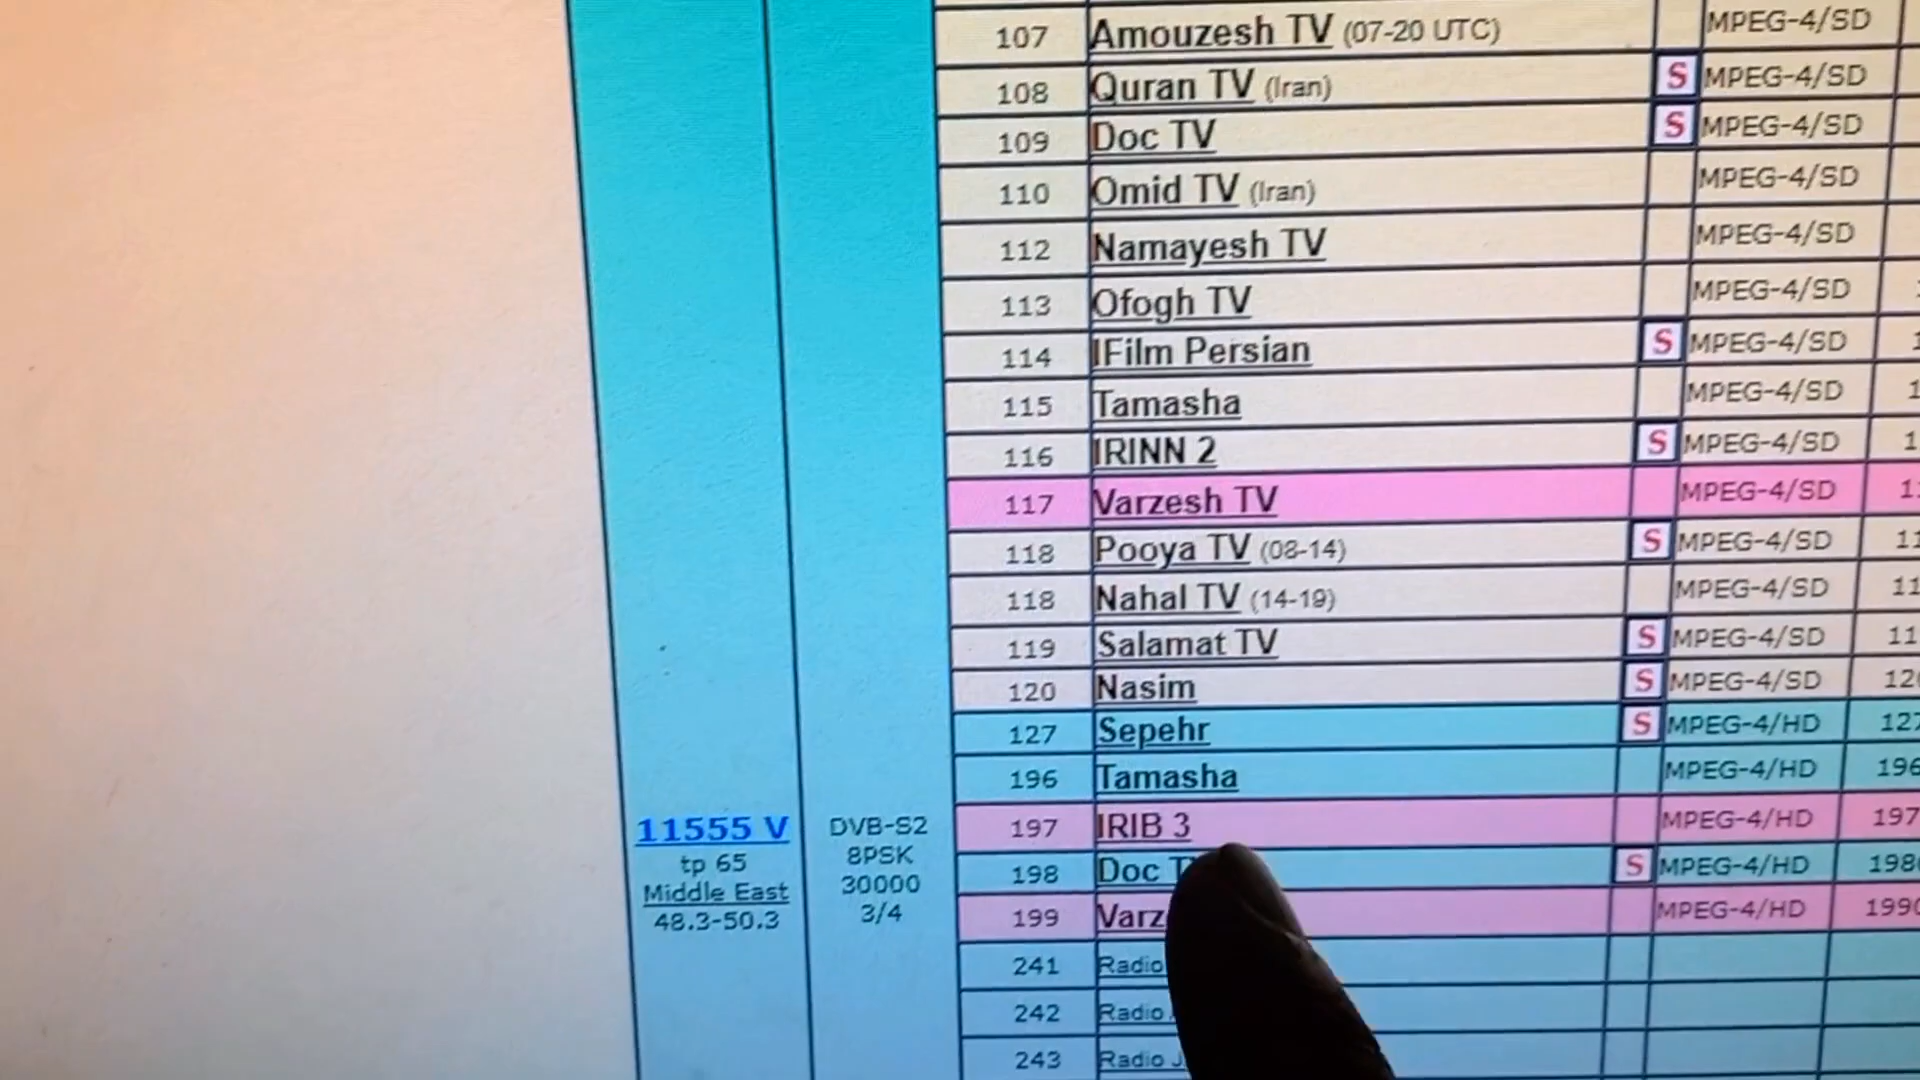 107 Amouzesh TV (07-20 UTC) MPEG-4/SD
108 Quran TV (Iran) S MPEG-4/SD
109 Doc TV S MPEG-4/SD
110 Omid TV (Iran) MPEG-4/SD
112 Namayesh TV MPEG-4/SD
113 Ofogh TV MPEG-4/SD
114 IFilm Persian S MPEG-4/SD
115 Tamasha MPEG-4/SD
116 IRINN 2 S MPEG-4/SD
117 Varzesh TV MPEG-4/SD
118 Pooya TV (08-14) S MPEG-4/SD
118 Nahal TV (14-19) MPEG-4/SD
119 Salamat TV S MPEG-4/SD
120 Nasim S MPEG-4/SD
127 Sepehr S MPEG-4/HD 127
196 Tamasha MPEG-4/HD 196
197 IRIB 3 MPEG-4/HD 197
198 Doc S MPEG-4/HD 198
199 MPEG-4/HD 1990
241 Radio
242 Radio
243 Radio
11555 V
tp 65
Middle East
48.3-50.3
DVB-S2
8PSK
30000
3/4